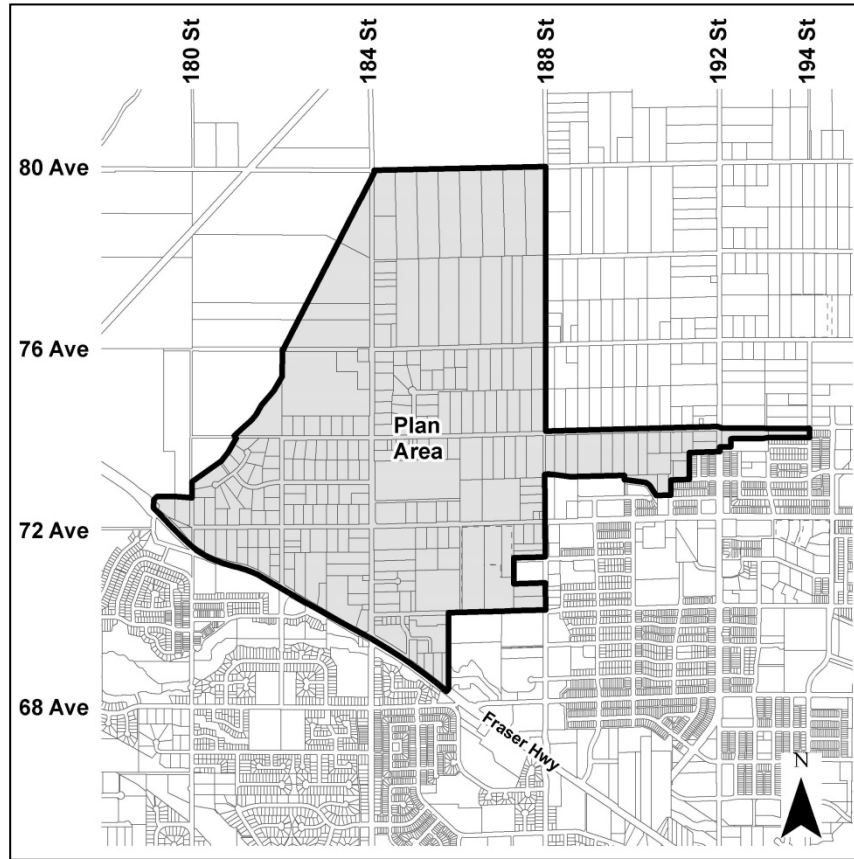 180 St
184 St
188 St
192 St
194 St
80 Ave
76 Ave
Plan
Area
72 Ave
68 Ave
Fraser Hwy
N